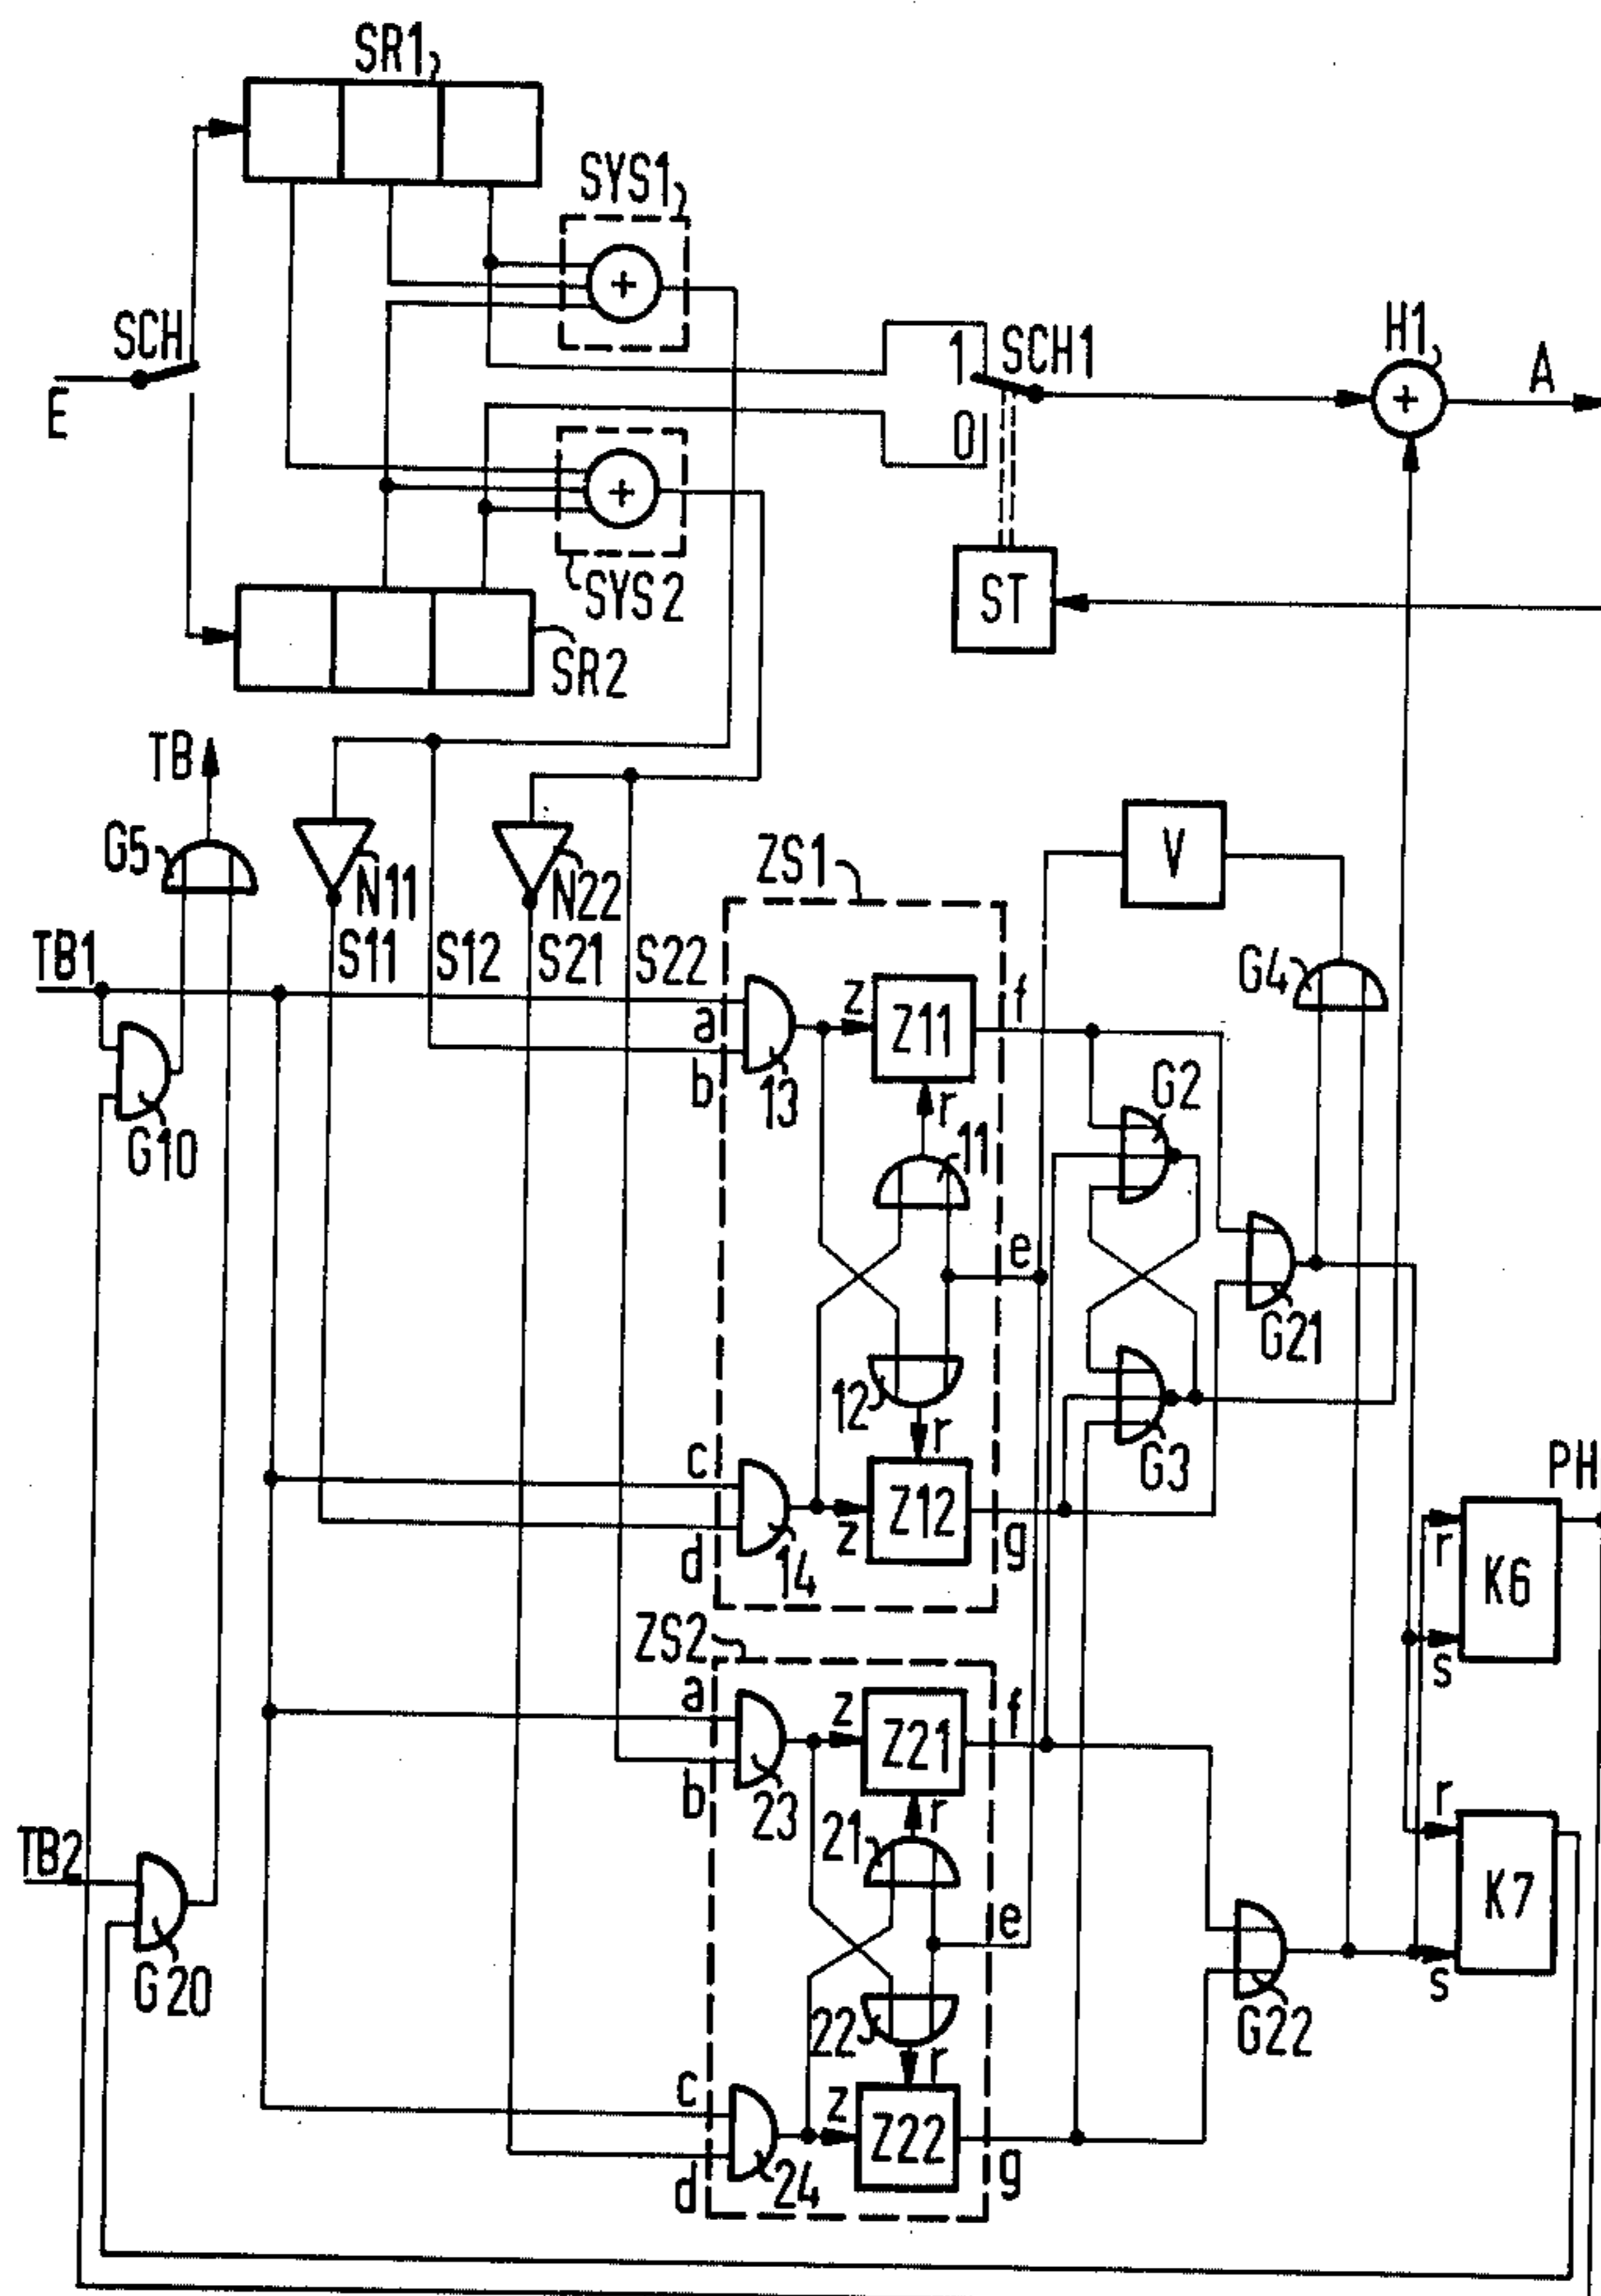 SR1
SYS1
SCH
E
1
SCH1
0
H1
+
A
+
+
SYS2
ST
SR2
TB
G5
N11
N22
ZS1
V
TB1
S11
S12
S21
S22
G4
a
b
13
z
Z11
f
G10
r
11
G2
e
G21
12
r
G3
c
d
14
z
Z12
g
PH
r
K6
s
ZS2
a
b
23
z
Z21
f
21
r
r
K7
s
TB2
G20
e
G22
22
r
c
d
24
z
Z22
g